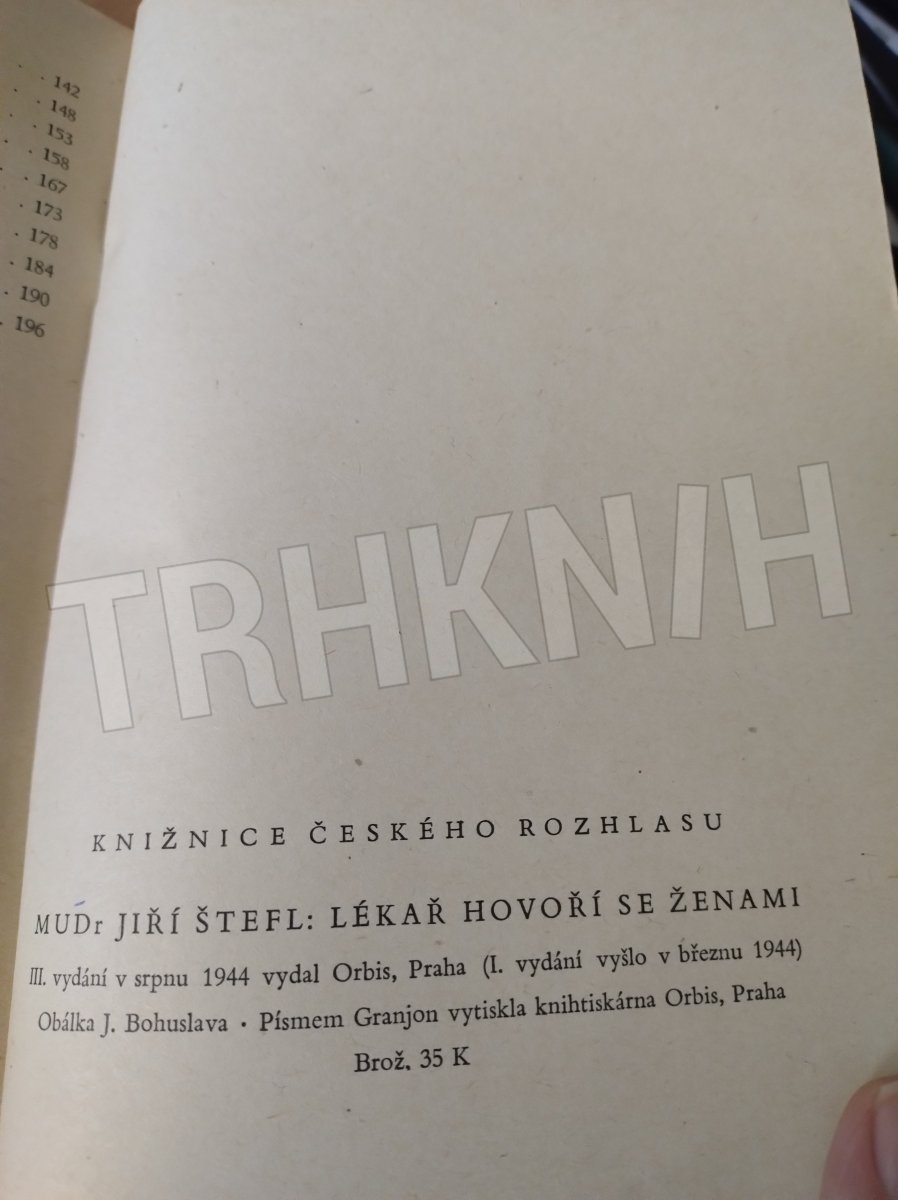 142
148
153
158
167
173
178
184
190
196
TRHKNIH
KNIŽNICE ČESKÉHO ROZHLASU
MUDr JIŘÍ ŠTEFL: LÉKAŘ HOVOŘÍ SE ŽENAMI
III. vydání v srpnu 1944 vydal Orbis, Praha (I. vydání vyšlo v březnu 1944)
Obálka J. Bohuslava · Písmem Granjon vytiskla knihtiskárna Orbis, Praha
Brož. 35 K